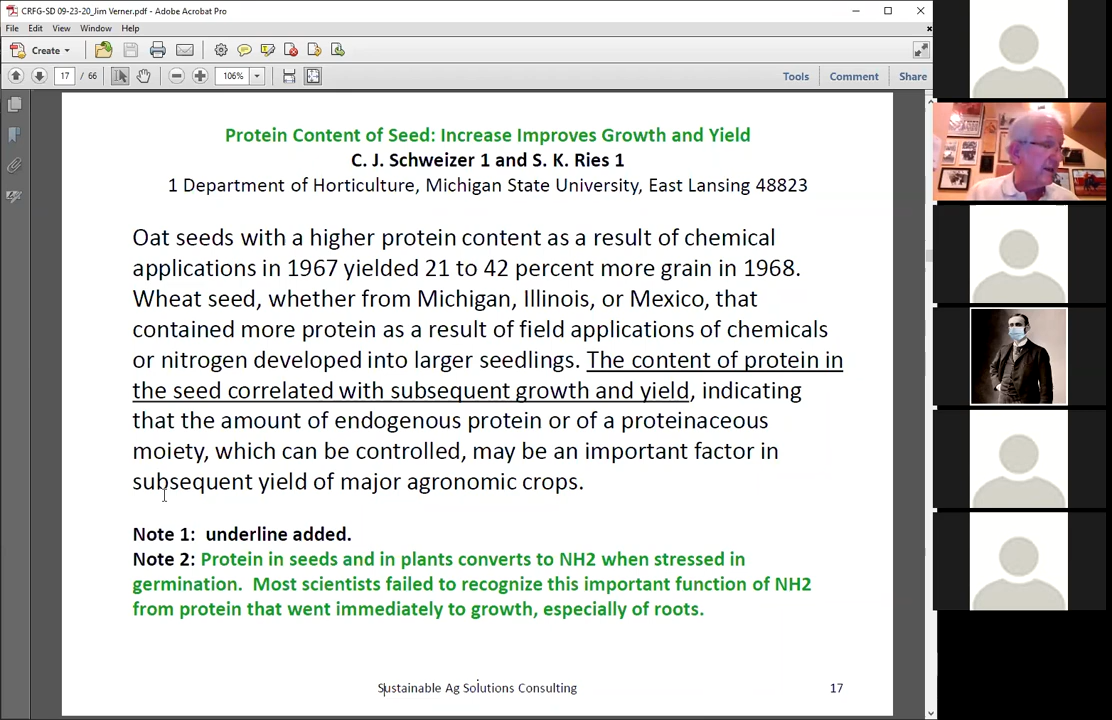 CRFG-SD 09-23-20_Jim Verner.pdf - Adobe Acrobat Pro
File Edit View Window Help
Create
17 / 66 106% Tools Comment Share
Protein Content of Seed: Increase Improves Growth and Yield
C. J. Schweizer 1 and S. K. Ries 1
1 Department of Horticulture, Michigan State University, East Lansing 48823
Oat seeds with a higher protein content as a result of chemical
applications in 1967 yielded 21 to 42 percent more grain in 1968.
Wheat seed, whether from Michigan, Illinois, or Mexico, that
contained more protein as a result of field applications of chemicals
or nitrogen developed into larger seedlings. The content of protein in
the seed correlated with subsequent growth and yield, indicating
that the amount of endogenous protein or of a proteinaceous
moiety, which can be controlled, may be an important factor in
subsequent yield of major agronomic crops.
Note 1: underline added.
Note 2: Protein in seeds and in plants converts to NH2 when stressed in
germination. Most scientists failed to recognize this important function of NH2
from protein that went immediately to growth, especially of roots.
Sustainable Ag Solutions Consulting 17